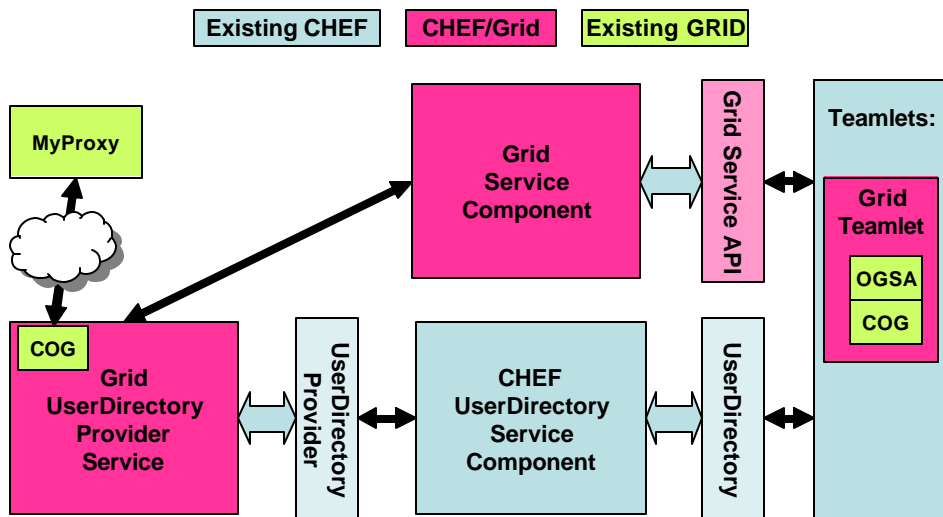 Existing CHEF
CHEF/Grid
Existing GRID
MyProxy
Grid
Service
Component
Grid Service API
Teamlets:
Grid
Teamlet
OGSA
COG
COG
Grid
UserDirectory
Provider
Service
UserDirectory
Provider
CHEF
UserDirectory
Service
Component
UserDirectory